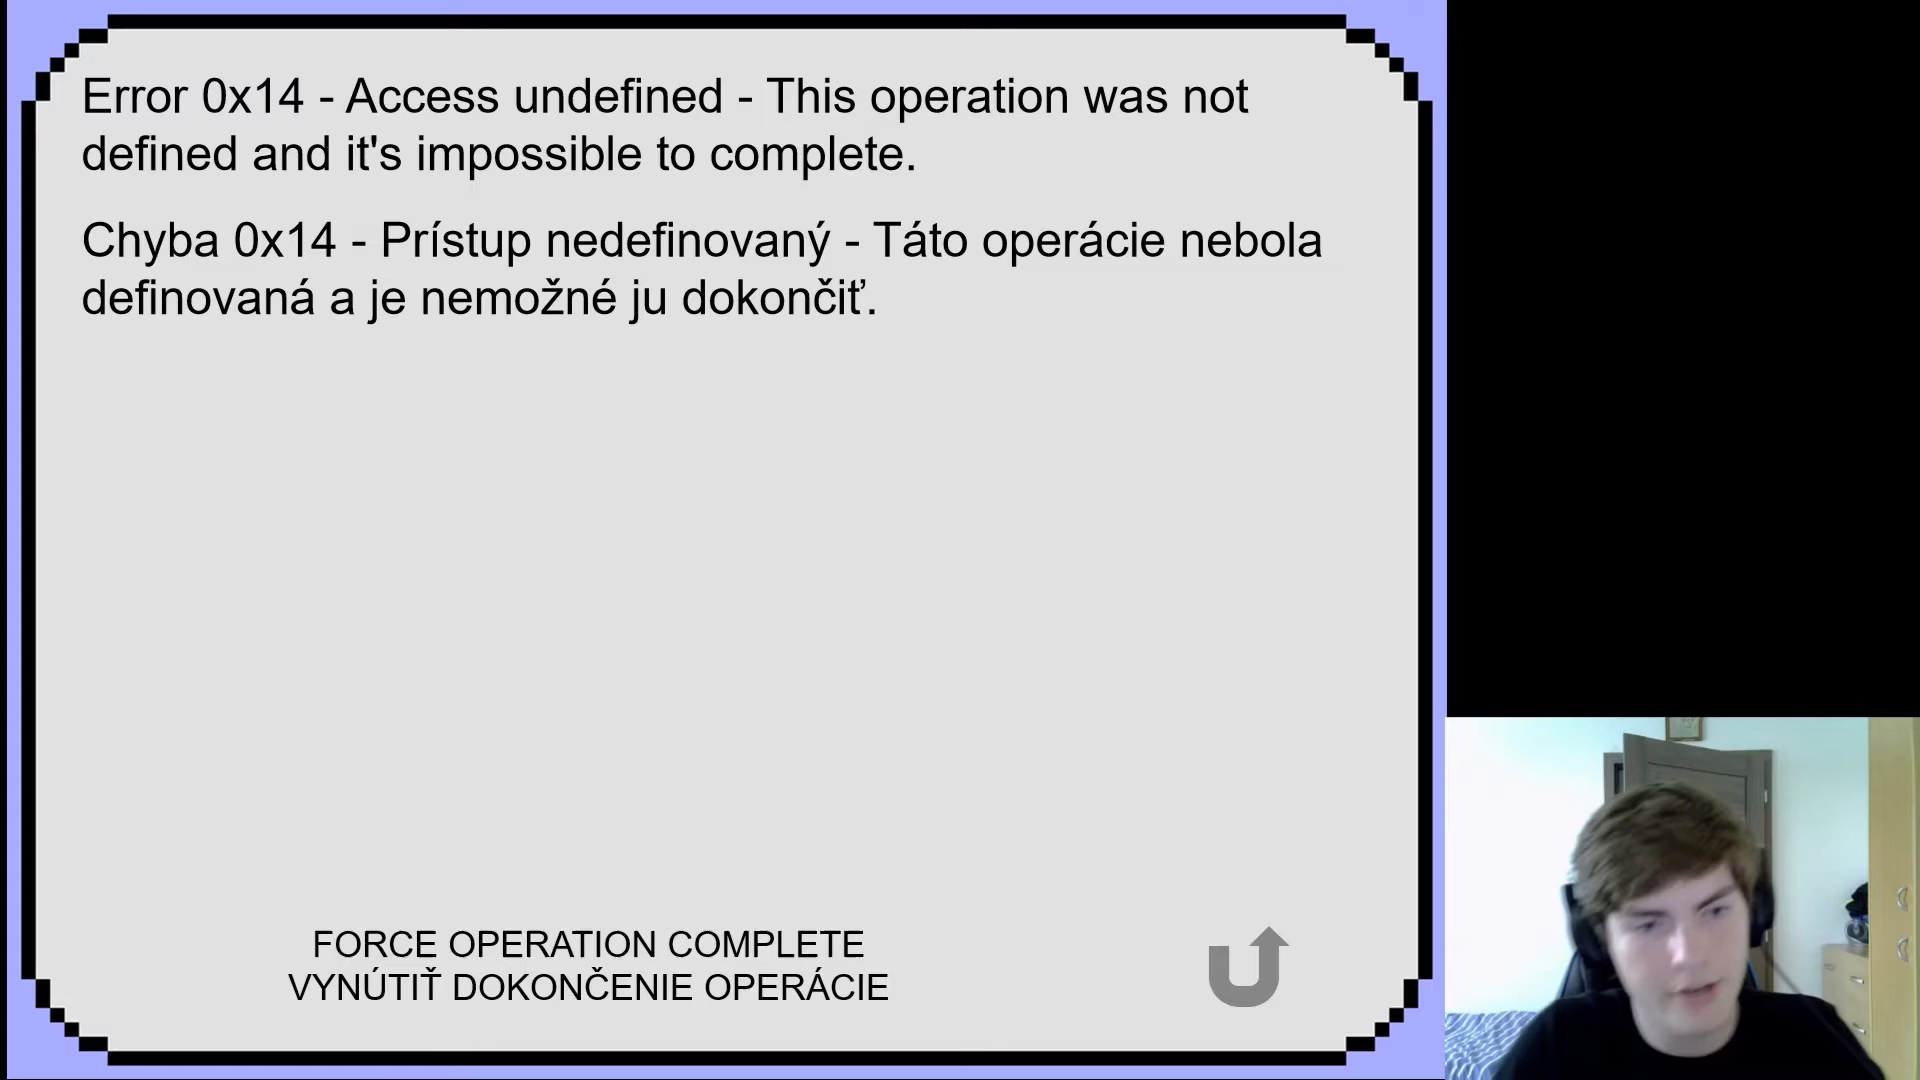 Error 0x14 - Access undefined - This operation was not
defined and it's impossible to complete.
Chyba 0x14 - Prístup nedefinovaný - Táto operácie nebola
definovaná a je nemožné ju dokončiť.
FORCE OPERATION COMPLETE
VYNÚTIŤ DOKONČENIE OPERÁCIE